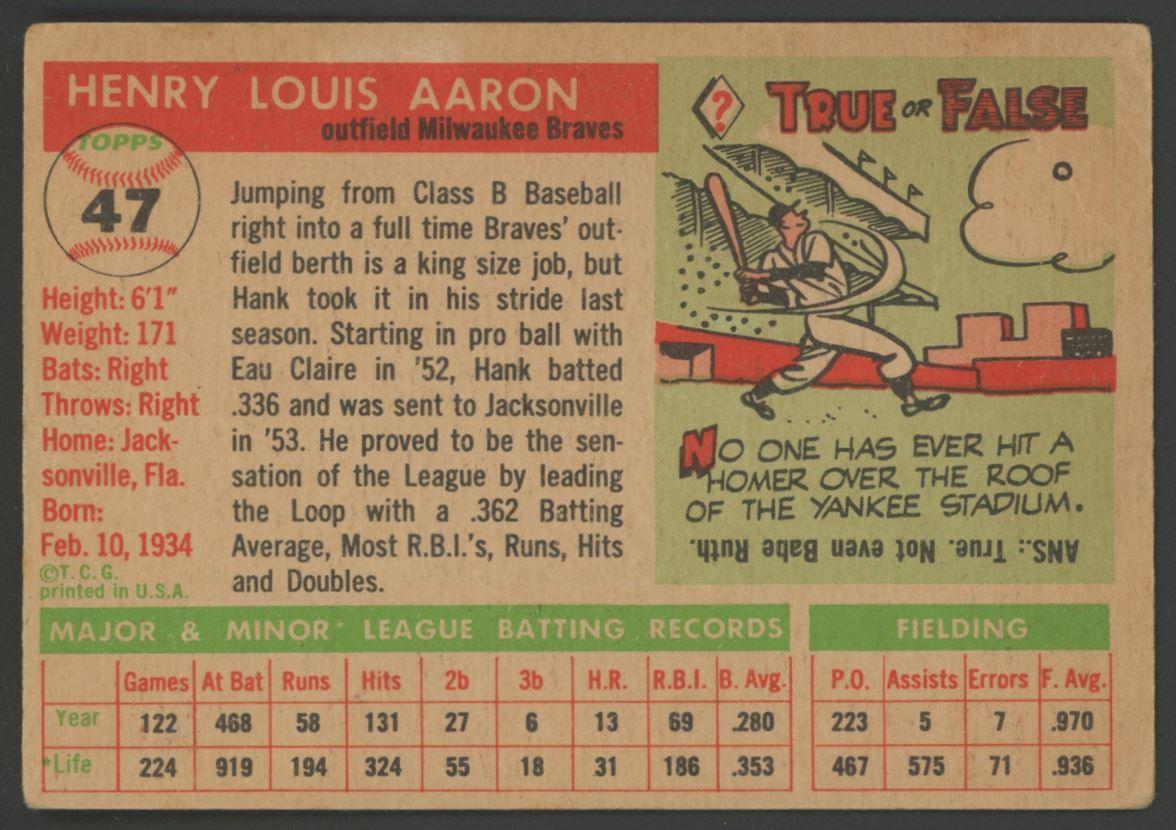 HENRY LOUIS AARON
outfield Milwaukee Braves
TOPPS
47
Height: 6'1"
Weight: 171
Bats: Right
Throws: Right
Home: Jack-
sonville, Fla.
Born:
Feb. 10, 1934
©T.C.G.
printed in U.S.A.
Jumping from Class B Baseball
right into a full time Braves' out-
field berth is a king size job, but
Hank took it in his stride last
season. Starting in pro ball with
Eau Claire in '52, Hank batted
.336 and was sent to Jacksonville
in '53. He proved to be the sen-
sation of the League by leading
the Loop with a .362 Batting
Average, Most R.B.I.'s, Runs, Hits
and Doubles.
? TRUE OR FALSE
NO ONE HAS EVER HIT A
HOMER OVER THE ROOF
OF THE YANKEE STADIUM.
ANS.: True. Not even Babe Ruth.
MAJOR & MINOR* LEAGUE BATTING RECORDS FIELDING
Games At Bat Runs Hits 2b 3b H.R. R.B.I. B. Avg. P.O. Assists Errors F. Avg.
Year 122 468 58 131 27 6 13 69 .280 223 5 7 .970
*Life 224 919 194 324 55 18 31 186 .353 467 575 71 .936